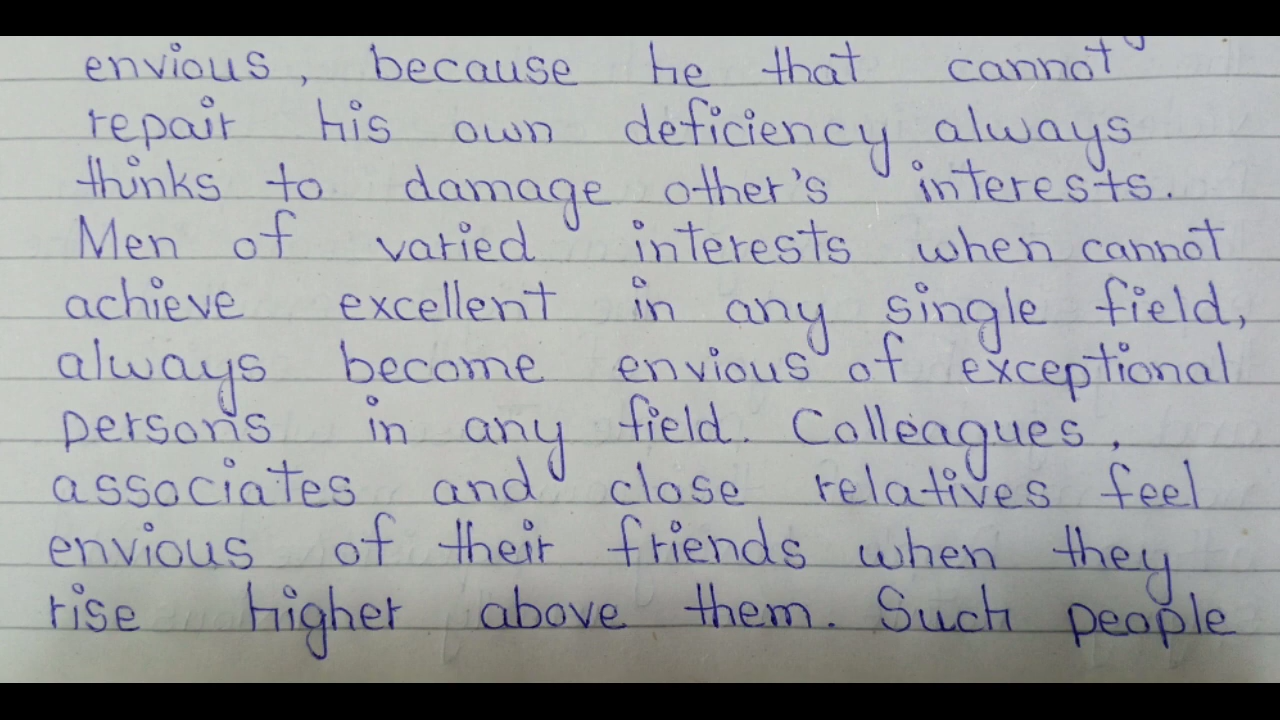 envious, because he that cannot
repair his own deficiency always
thinks to damage other's interests.
Men of varied interests when cannot
achieve excellent in any single field,
always become envious of exceptional
persons in any field. Colleagues,
associates and close relatives feel
envious of their friends when they
rise higher above them. Such people